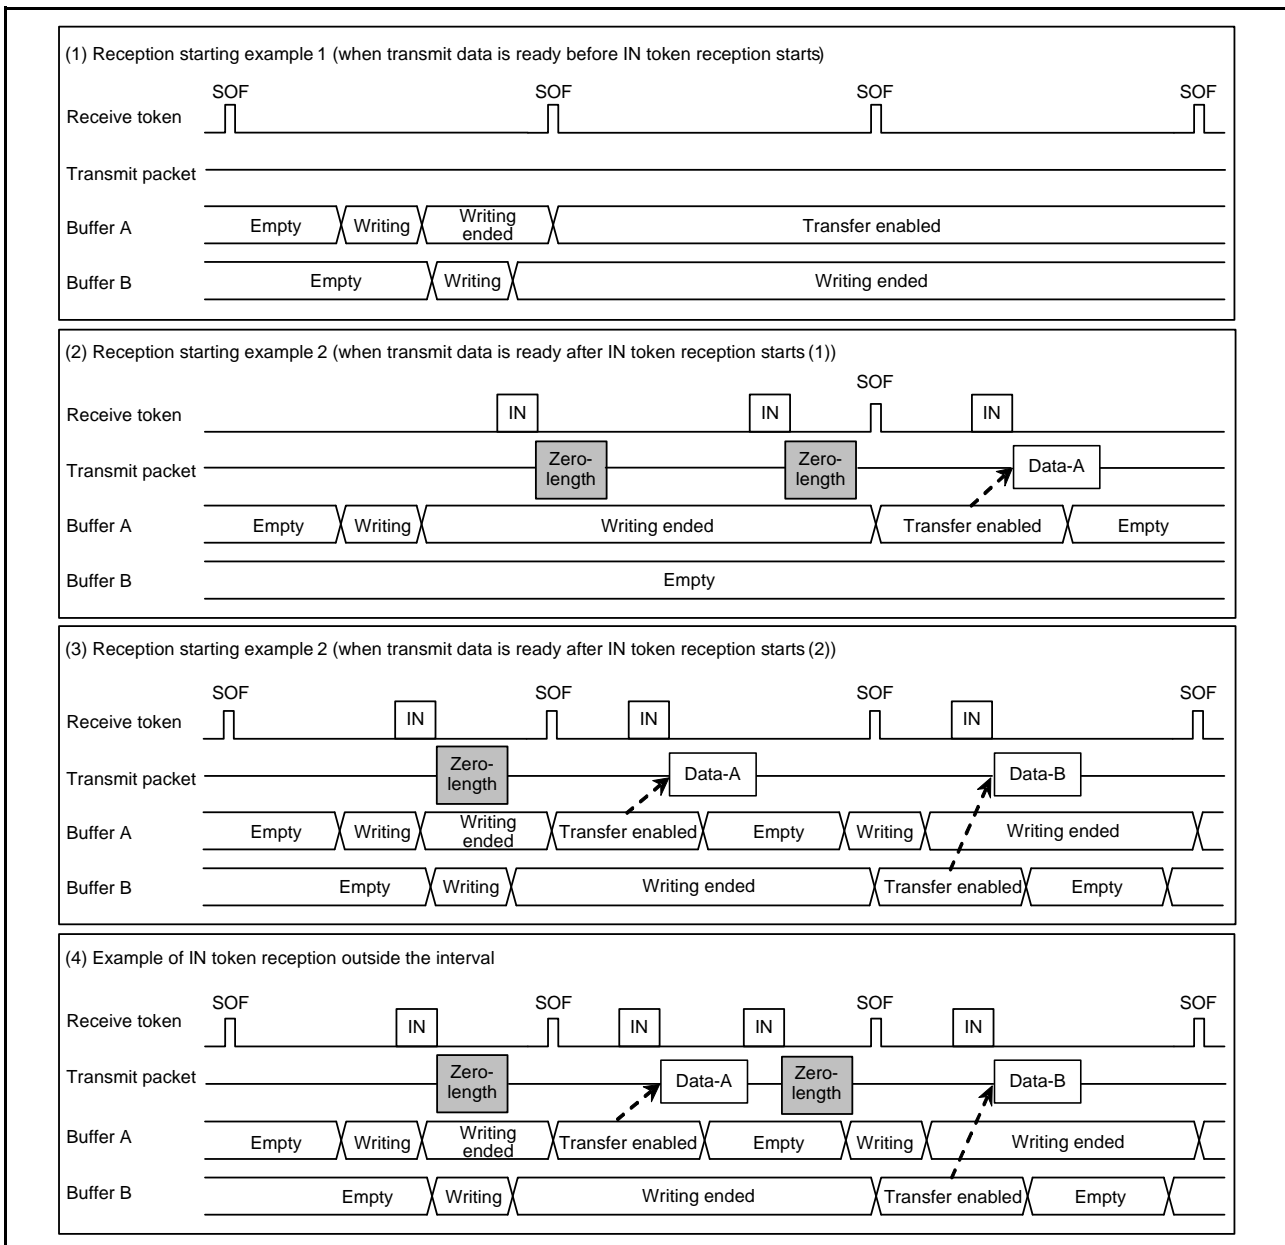 (1) Reception starting example 1 (when transmit data is ready before IN token reception starts)
SOF SOF SOF SOF
Receive token
Transmit packet
Buffer A Empty Writing Writing ended Transfer enabled
Buffer B Empty Writing Writing ended
(2) Reception starting example 2 (when transmit data is ready after IN token reception starts (1))
SOF
Receive token IN IN IN
Transmit packet Zero-length Zero-length Data-A
Buffer A Empty Writing Writing ended Transfer enabled Empty
Buffer B Empty
(3) Reception starting example 2 (when transmit data is ready after IN token reception starts (2))
SOF SOF SOF SOF
Receive token IN IN IN
Transmit packet Zero-length Data-A Data-B
Buffer A Empty Writing Writing ended Transfer enabled Empty Writing Writing ended
Buffer B Empty Writing Writing ended Transfer enabled Empty
(4) Example of IN token reception outside the interval
SOF SOF SOF SOF
Receive token IN IN IN IN
Transmit packet Zero-length Data-A Zero-length Data-B
Buffer A Empty Writing Writing ended Transfer enabled Empty Writing Writing ended
Buffer B Empty Writing Writing ended Transfer enabled Empty